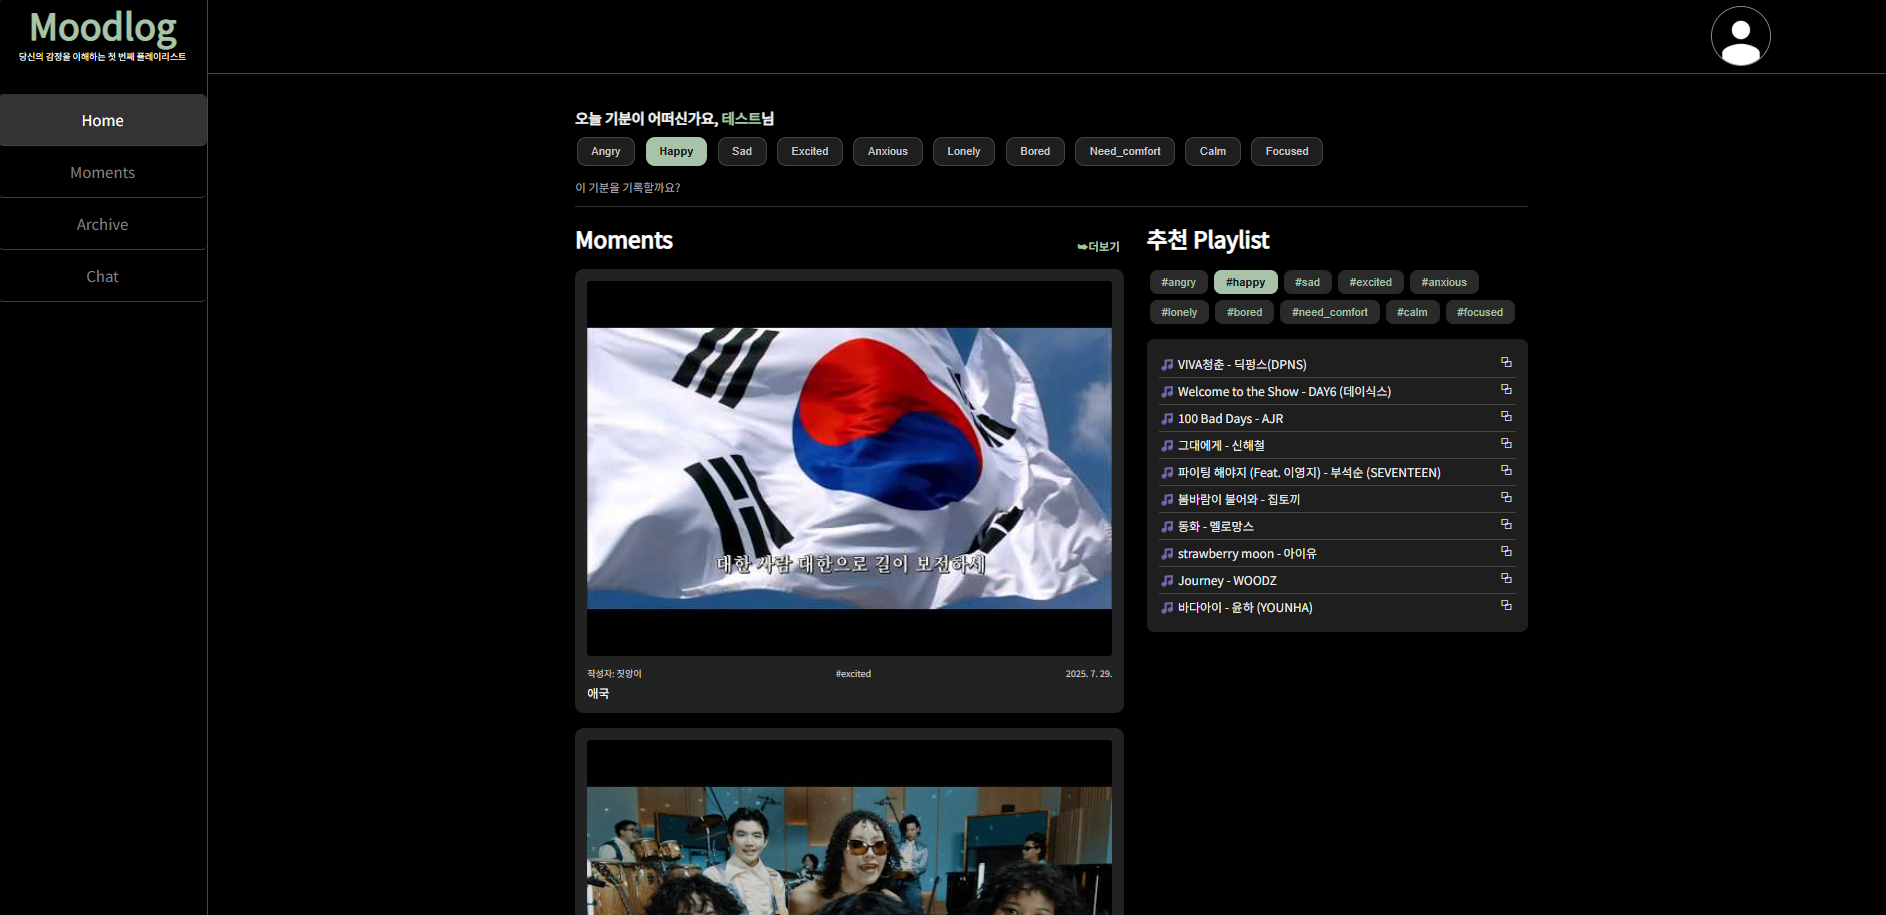 Moodlog
당신의 감정을 이해하는 첫 번째 플레이리스트
Home
Moments
Archive
Chat
오늘 기분이 어떠신가요, 테스트님
Angry Happy Sad Excited Anxious Lonely Bored Need_comfort Calm Focused
이 기분을 기록할까요?
Moments
➥더보기
대한 사람 대한으로 길이 보전하세
작성자: 젓앙이 #excited 2025. 7. 29.
애국
추천 Playlist
#angry #happy #sad #excited #anxious
#lonely #bored #need_comfort #calm #focused
VIVA청춘 - 딕펑스(DPNS)
Welcome to the Show - DAY6 (데이식스)
100 Bad Days - AJR
그대에게 - 신해철
파이팅 해야지 (Feat. 이영지) - 부석순 (SEVENTEEN)
봄바람이 불어와 - 집토끼
동화 - 멜로망스
strawberry moon - 아이유
Journey - WOODZ
바다아이 - 윤하 (YOUNHA)